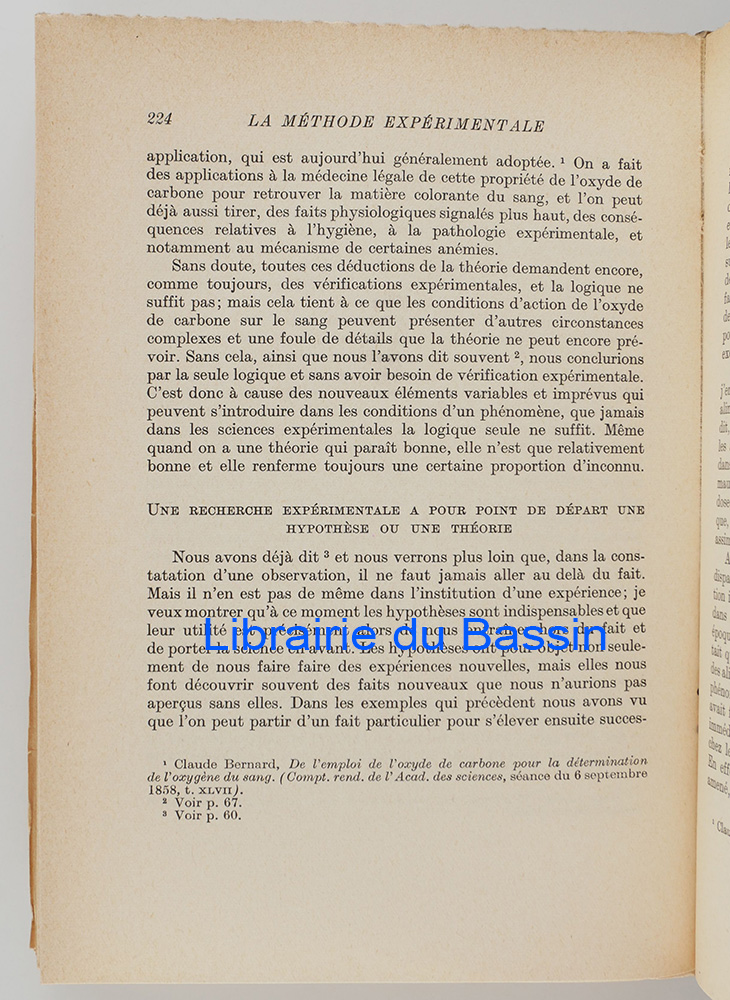 224 LA MÉTHODE EXPÉRIMENTALE
application, qui est aujourd'hui généralement adoptée. ¹ On a fait
des applications à la médecine légale de cette propriété de l'oxyde de
carbone pour retrouver la matière colorante du sang, et l'on peut
déjà aussi tirer, des faits physiologiques signalés plus haut, des consé-
quences relatives à l'hygiène, à la pathologie expérimentale, et
notamment au mécanisme de certaines anémies.
Sans doute, toutes ces déductions de la théorie demandent encore,
comme toujours, des vérifications expérimentales, et la logique ne
suffit pas; mais cela tient à ce que les conditions d'action de l'oxyde
de carbone sur le sang peuvent présenter d'autres circonstances
complexes et une foule de détails que la théorie ne peut encore pré-
voir. Sans cela, ainsi que nous l'avons dit souvent ², nous conclurions
par la seule logique et sans avoir besoin de vérification expérimentale.
C'est donc à cause des nouveaux éléments variables et imprévus qui
peuvent s'introduire dans les conditions d'un phénomène, que jamais
dans les sciences expérimentales la logique seule ne suffit. Même
quand on a une théorie qui paraît bonne, elle n'est que relativement
bonne et elle renferme toujours une certaine proportion d'inconnu.
UNE RECHERCHE EXPÉRIMENTALE A POUR POINT DE DÉPART UNE
HYPOTHÈSE OU UNE THÉORIE
Nous avons déjà dit ³ et nous verrons plus loin que, dans la cons-
tatation d'une observation, il ne faut jamais aller au delà du fait.
Mais il n'en est pas de même dans l'institution d'une expérience; je
veux montrer qu'à ce moment les hypothèses sont indispensables et que
leur utilité est précisément alors de nous entraîner hors du fait et
Librairie du Bassin
de porter la science en avant. Les hypothèses ont pour objet non seule-
ment de nous faire faire des expériences nouvelles, mais elles nous
font découvrir souvent des faits nouveaux que nous n'aurions pas
aperçus sans elles. Dans les exemples qui précèdent nous avons vu
que l'on peut partir d'un fait particulier pour s'élever ensuite succes-
¹ Claude Bernard, De l'emploi de l'oxyde de carbone pour la détermination
de l'oxygène du sang. (Compt. rend. de l'Acad. des sciences, séance du 6 septembre
1858, t. XLVII).
² Voir p. 67.
³ Voir p. 60.